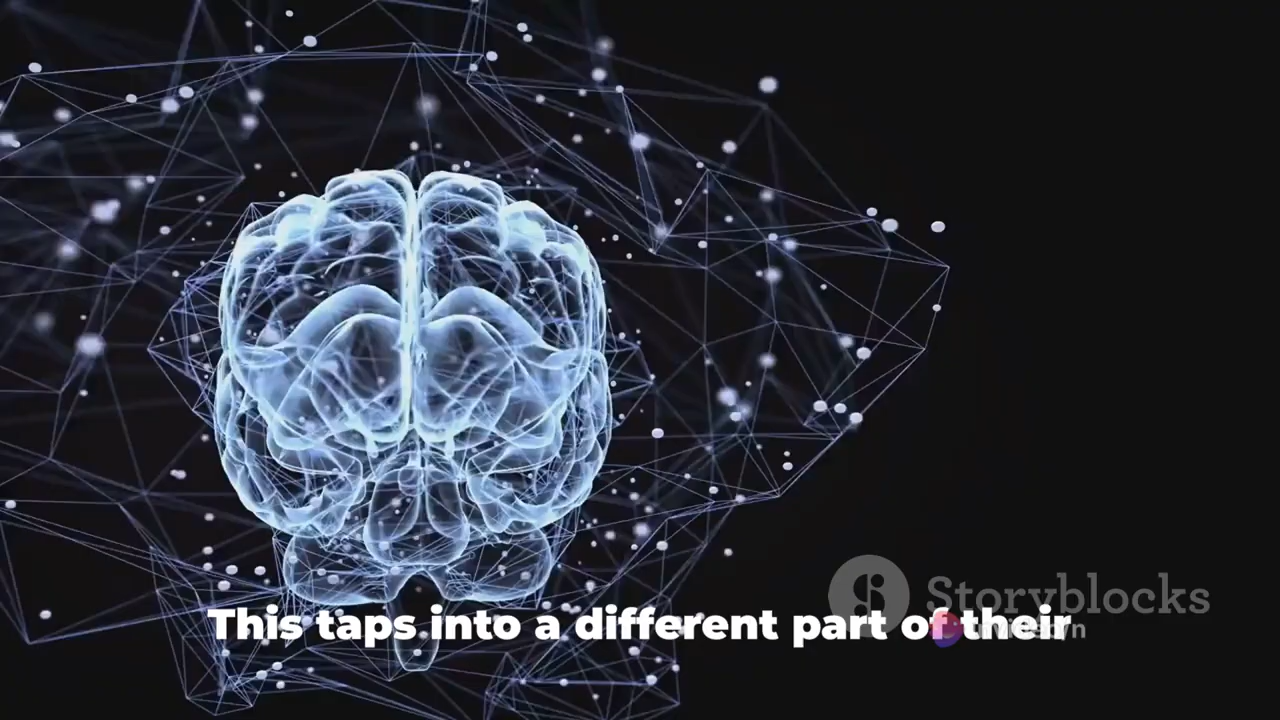 Storyblocks
This taps into a different part of their